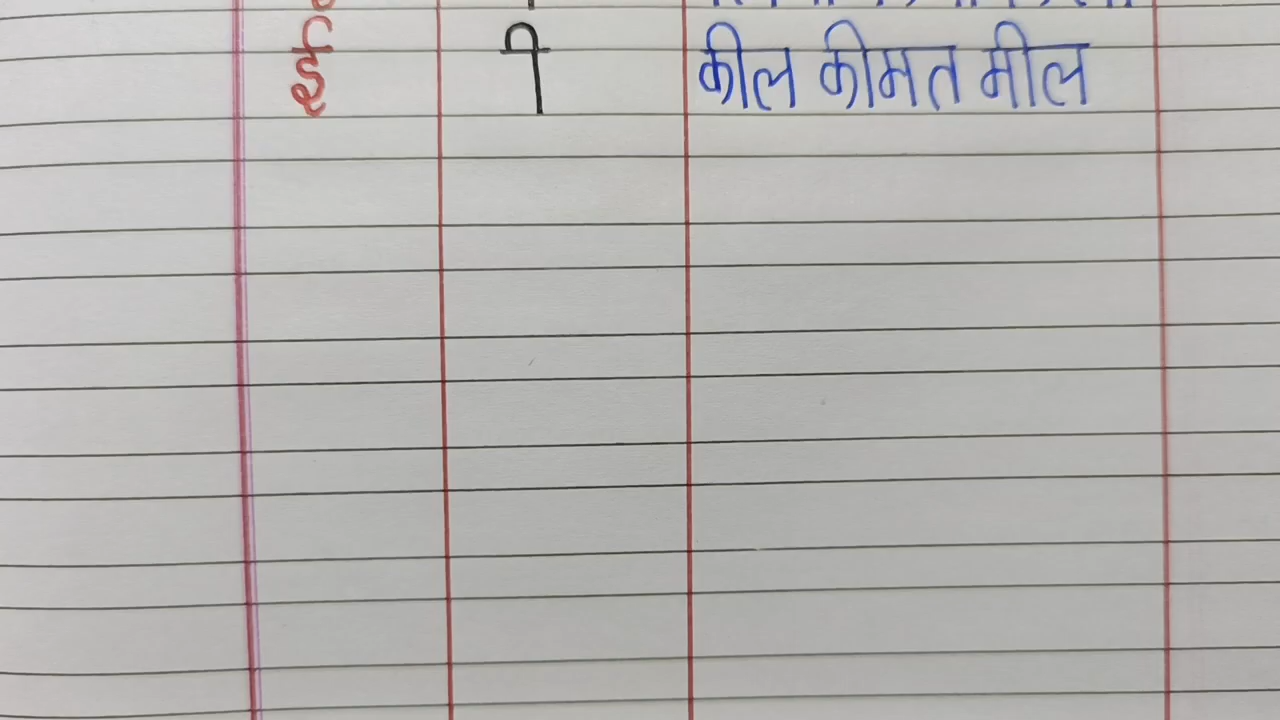 ई ी कील कीमत मील